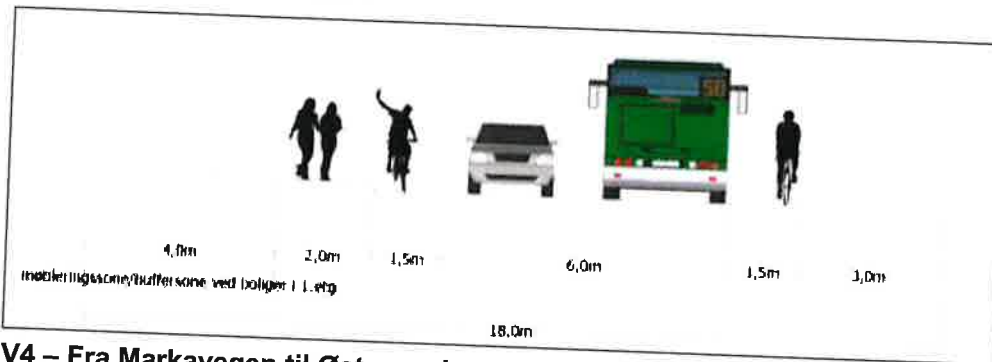 50
4,0m 2,0m 1,5m 6,0m 1,5m 3,0m
møbleringssone/buffersone ved boliger i 1.etg
18,0m
V4 – Fra Markavegen til